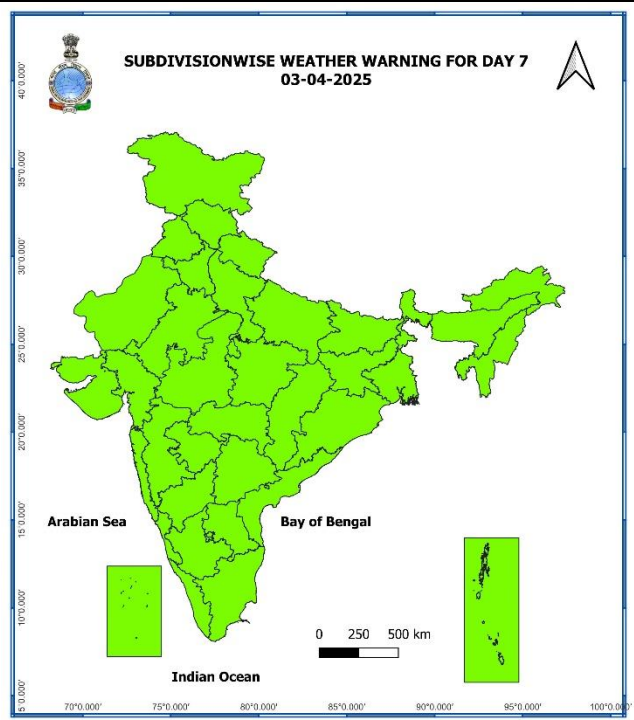 SUBDIVISIONWISE WEATHER WARNING FOR DAY 7
03-04-2025
40°0.000'
35°0.000'
30°0.000'
25°0.000'
20°0.000'
15°0.000'
10°0.000'
5°0.000'
Arabian Sea
Bay of Bengal
0 250 500 km
Indian Ocean
70°0.000' 75°0.000' 80°0.000' 85°0.000' 90°0.000' 95°0.000' 100°0.000'